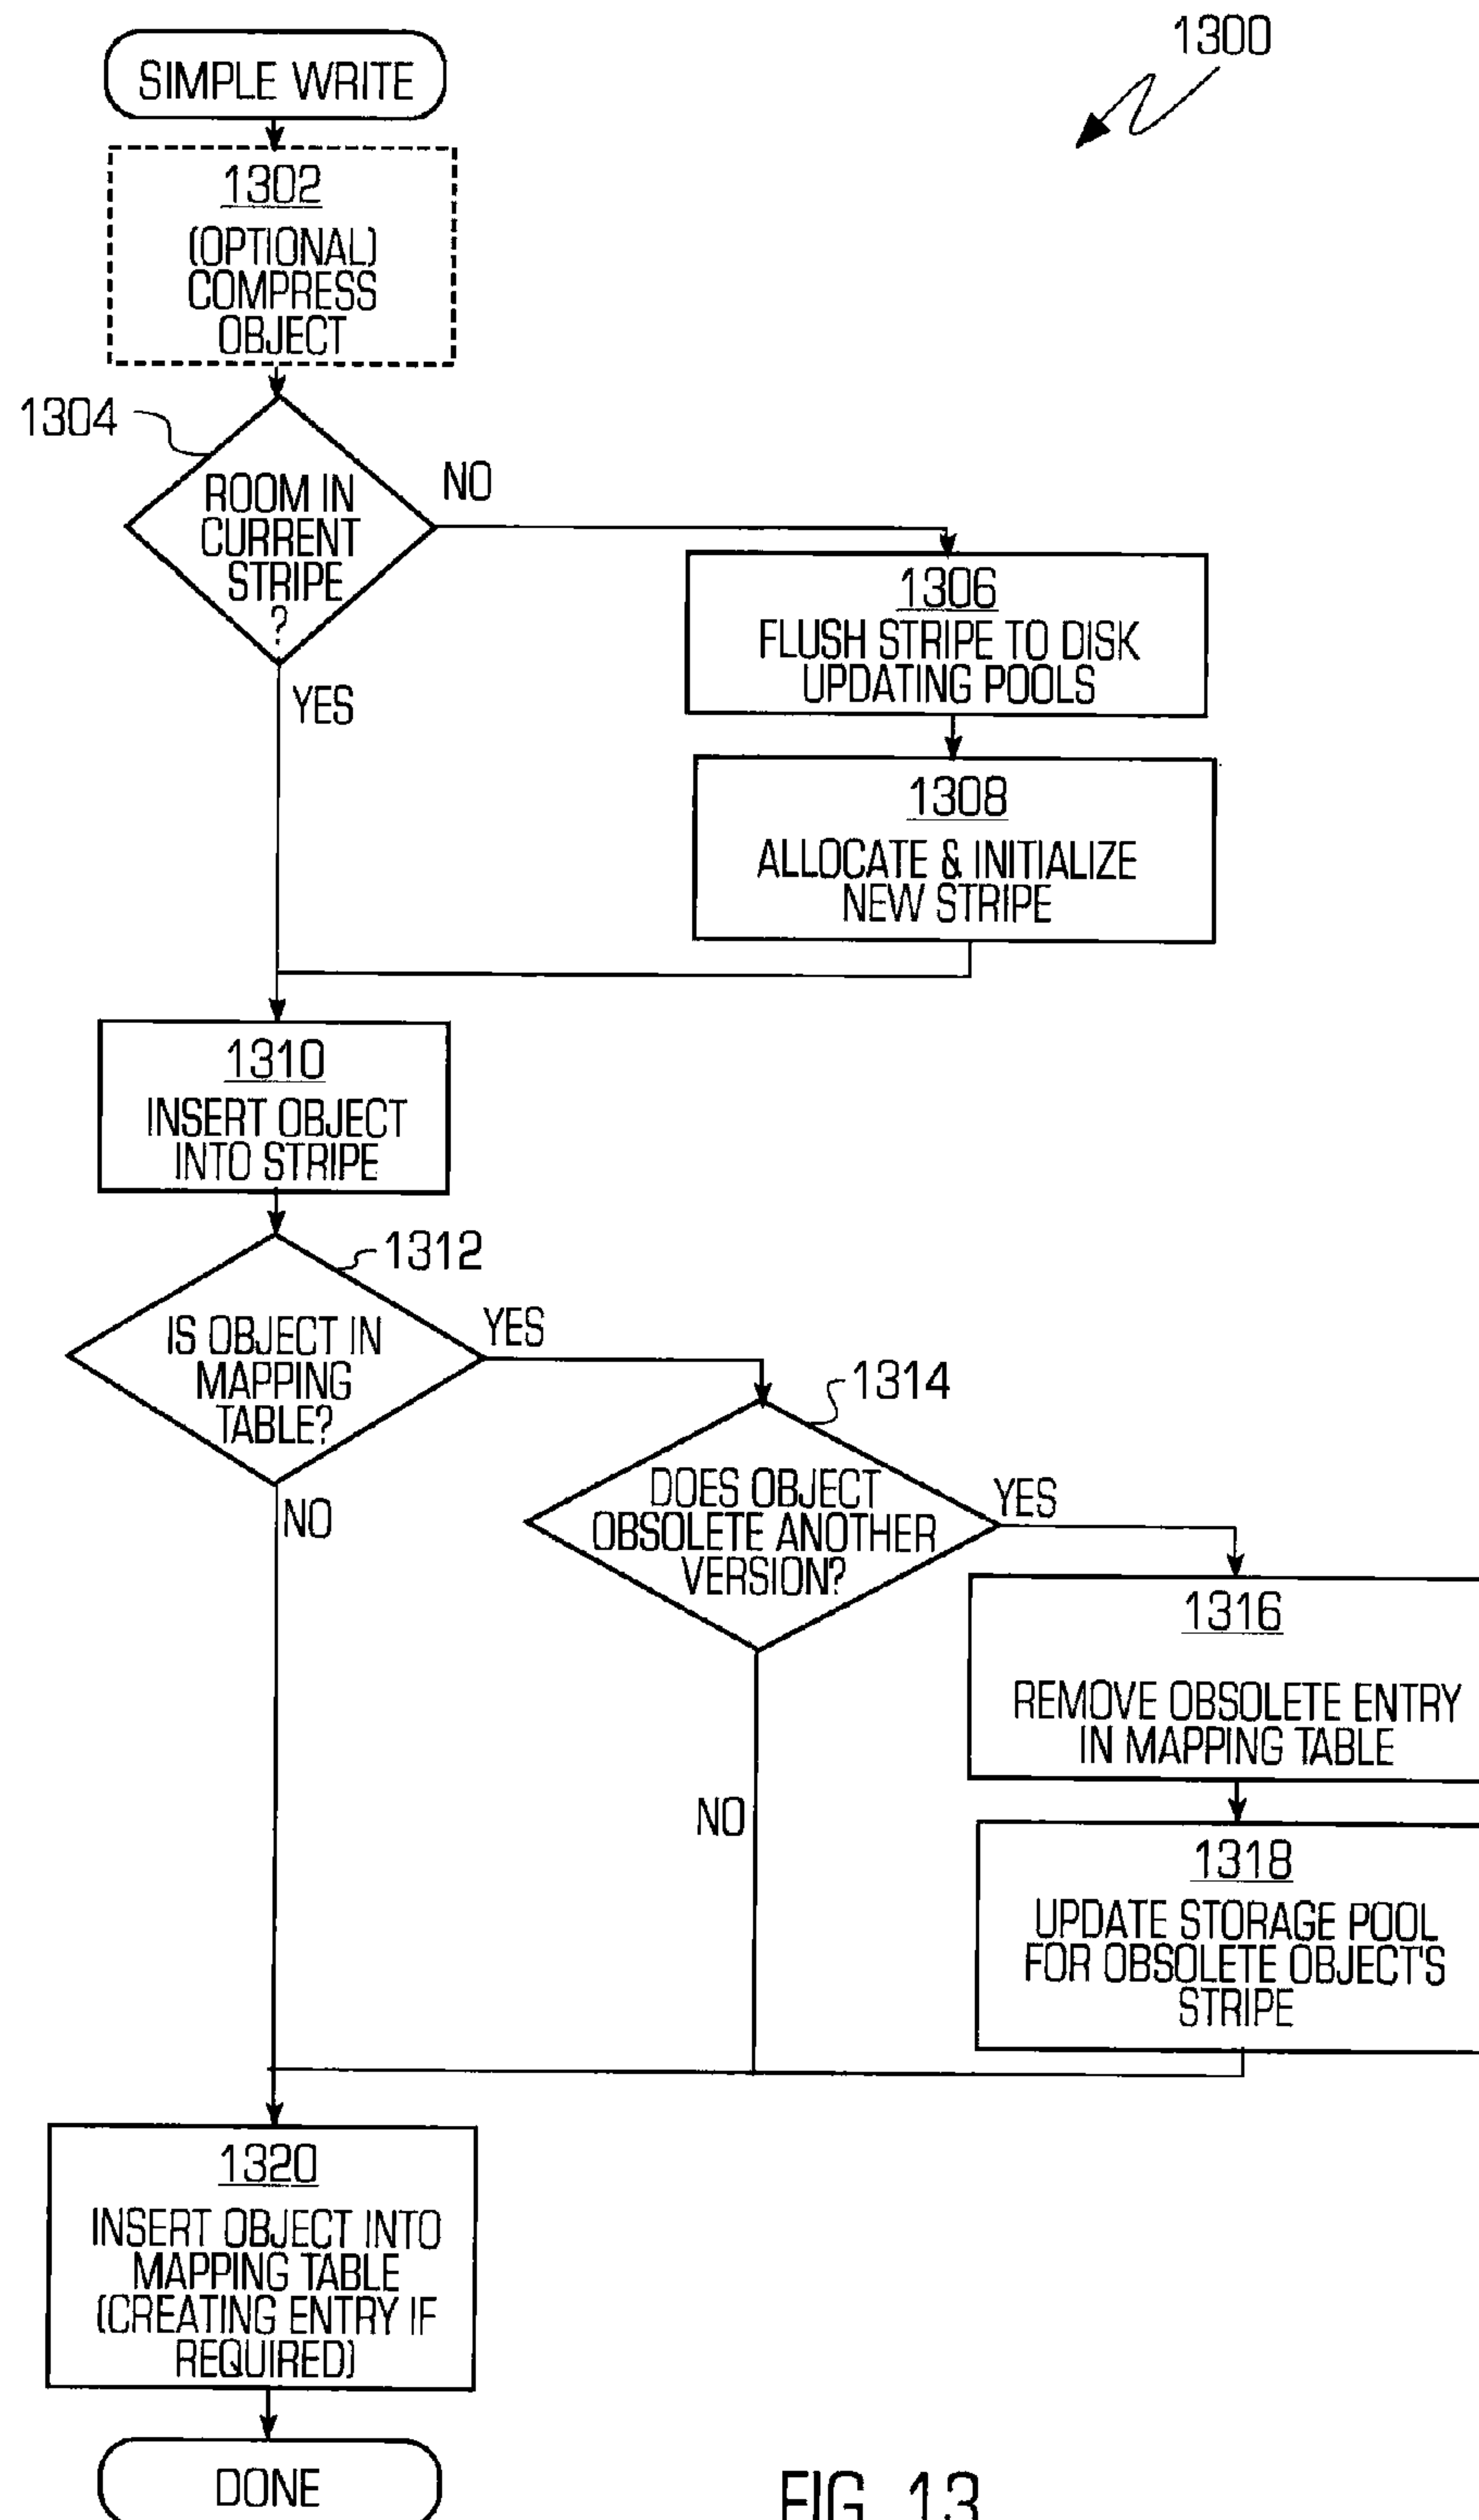 1300
SIMPLE WRITE
1302
(OPTIONAL)
COMPRESS
OBJECT
1304
ROOM IN
CURRENT
STRIPE
?
NO
YES
1306
FLUSH STRIPE TO DISK
UPDATING POOLS
1308
ALLOCATE & INITIALIZE
NEW STRIPE
1310
INSERT OBJECT
INTO STRIPE
1312
IS OBJECT IN
MAPPING
TABLE?
YES
NO
1314
DOES OBJECT
OBSOLETE ANOTHER
VERSION?
YES
NO
1316
REMOVE OBSOLETE ENTRY
IN MAPPING TABLE
1318
UPDATE STORAGE POOL
FOR OBSOLETE OBJECT'S
STRIPE
1320
INSERT OBJECT INTO
MAPPING TABLE
(CREATING ENTRY IF
REQUIRED)
DONE
FIG. 13